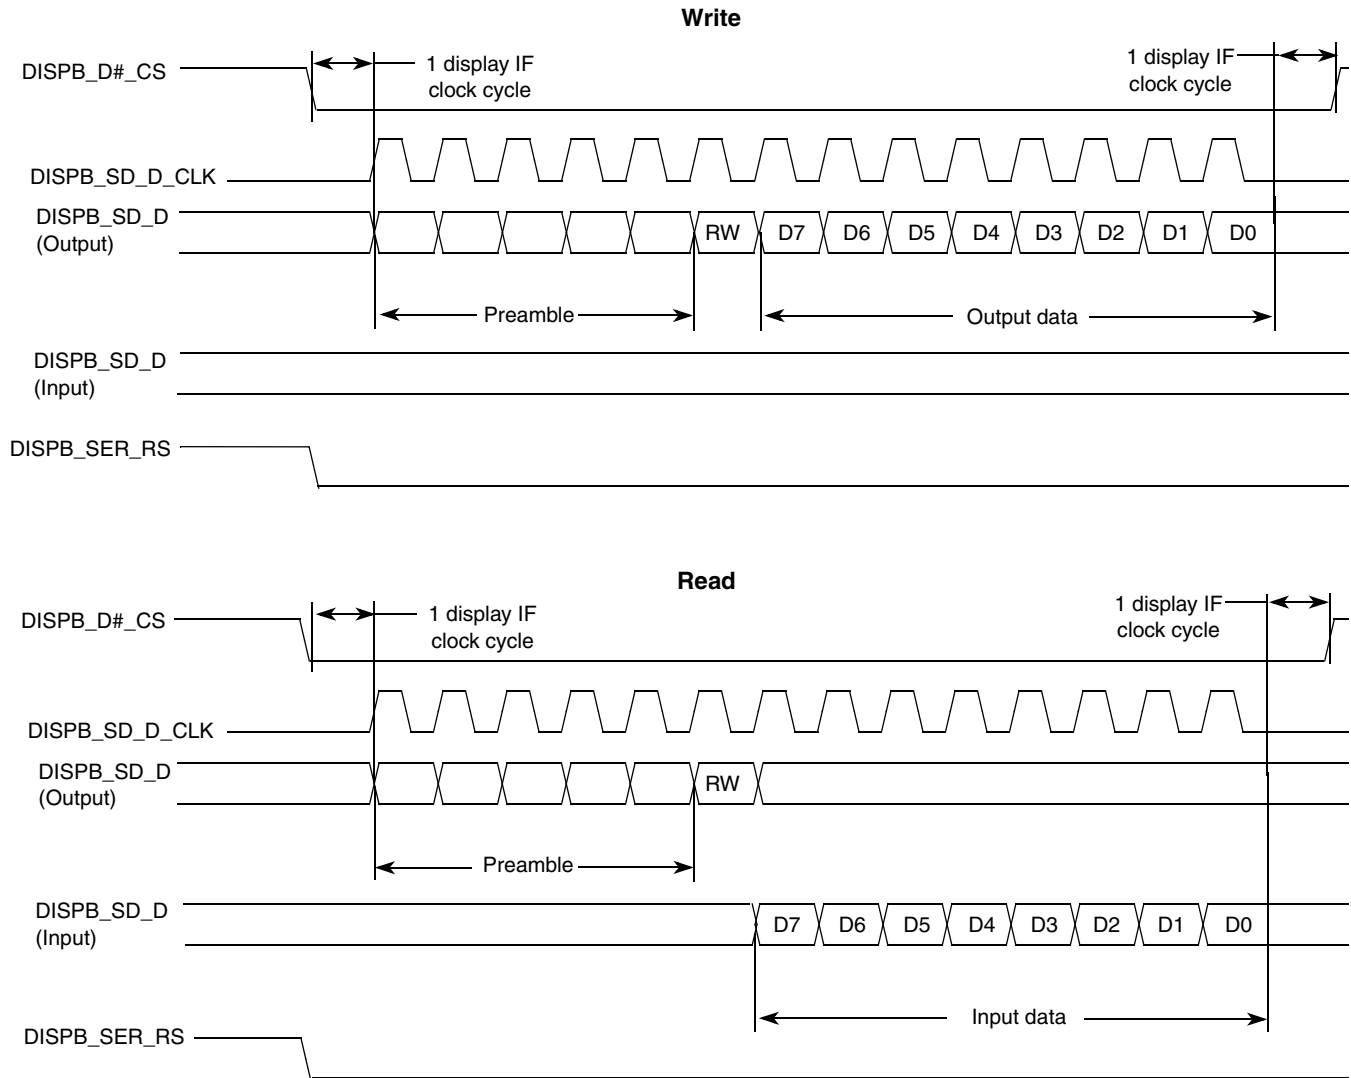 Write
DISPB_D#_CS
1 display IF
clock cycle
1 display IF
clock cycle
DISPB_SD_D_CLK
DISPB_SD_D
(Output)
RW D7 D6 D5 D4 D3 D2 D1 D0
Preamble
Output data
DISPB_SD_D
(Input)
DISPB_SER_RS
Read
DISPB_D#_CS
1 display IF
clock cycle
1 display IF
clock cycle
DISPB_SD_D_CLK
DISPB_SD_D
(Output)
RW
Preamble
DISPB_SD_D
(Input)
D7 D6 D5 D4 D3 D2 D1 D0
Input data
DISPB_SER_RS